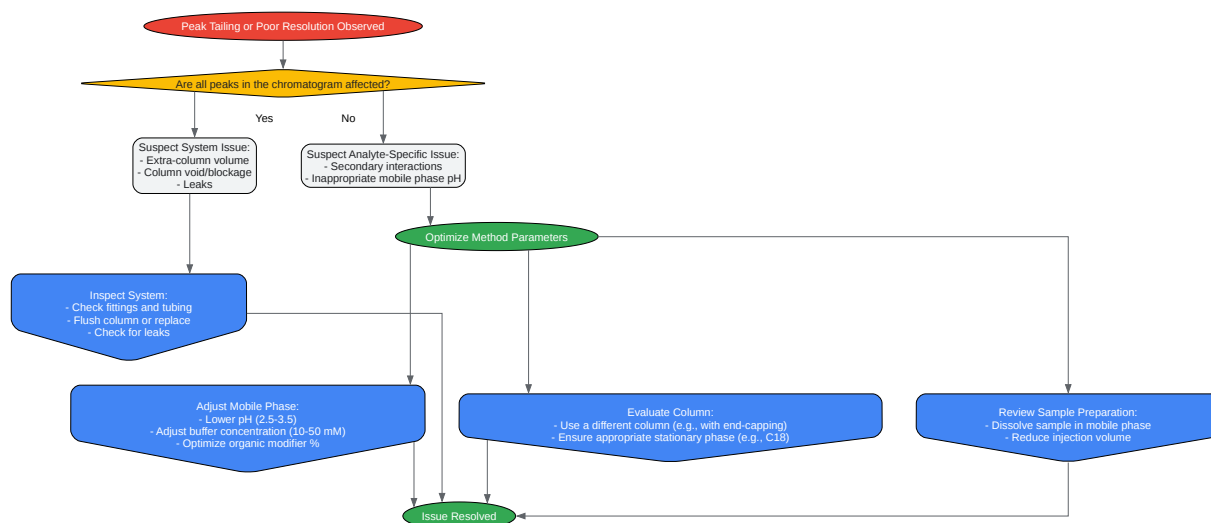 Peak Tailing or Poor Resolution Observed
Are all peaks in the chromatogram affected?
Yes
No
Suspect System Issue:
- Extra-column volume
- Column void/blockage
- Leaks
Suspect Analyte-Specific Issue:
- Secondary interactions
- Inappropriate mobile phase pH
Optimize Method Parameters
Inspect System:
- Check fittings and tubing
- Flush column or replace
- Check for leaks
Adjust Mobile Phase:
- Lower pH (2.5-3.5)
- Adjust buffer concentration (10-50 mM)
- Optimize organic modifier %
Evaluate Column:
- Use a different column (e.g., with end-capping)
- Ensure appropriate stationary phase (e.g., C18)
Review Sample Preparation:
- Dissolve sample in mobile phase
- Reduce injection volume
Issue Resolved